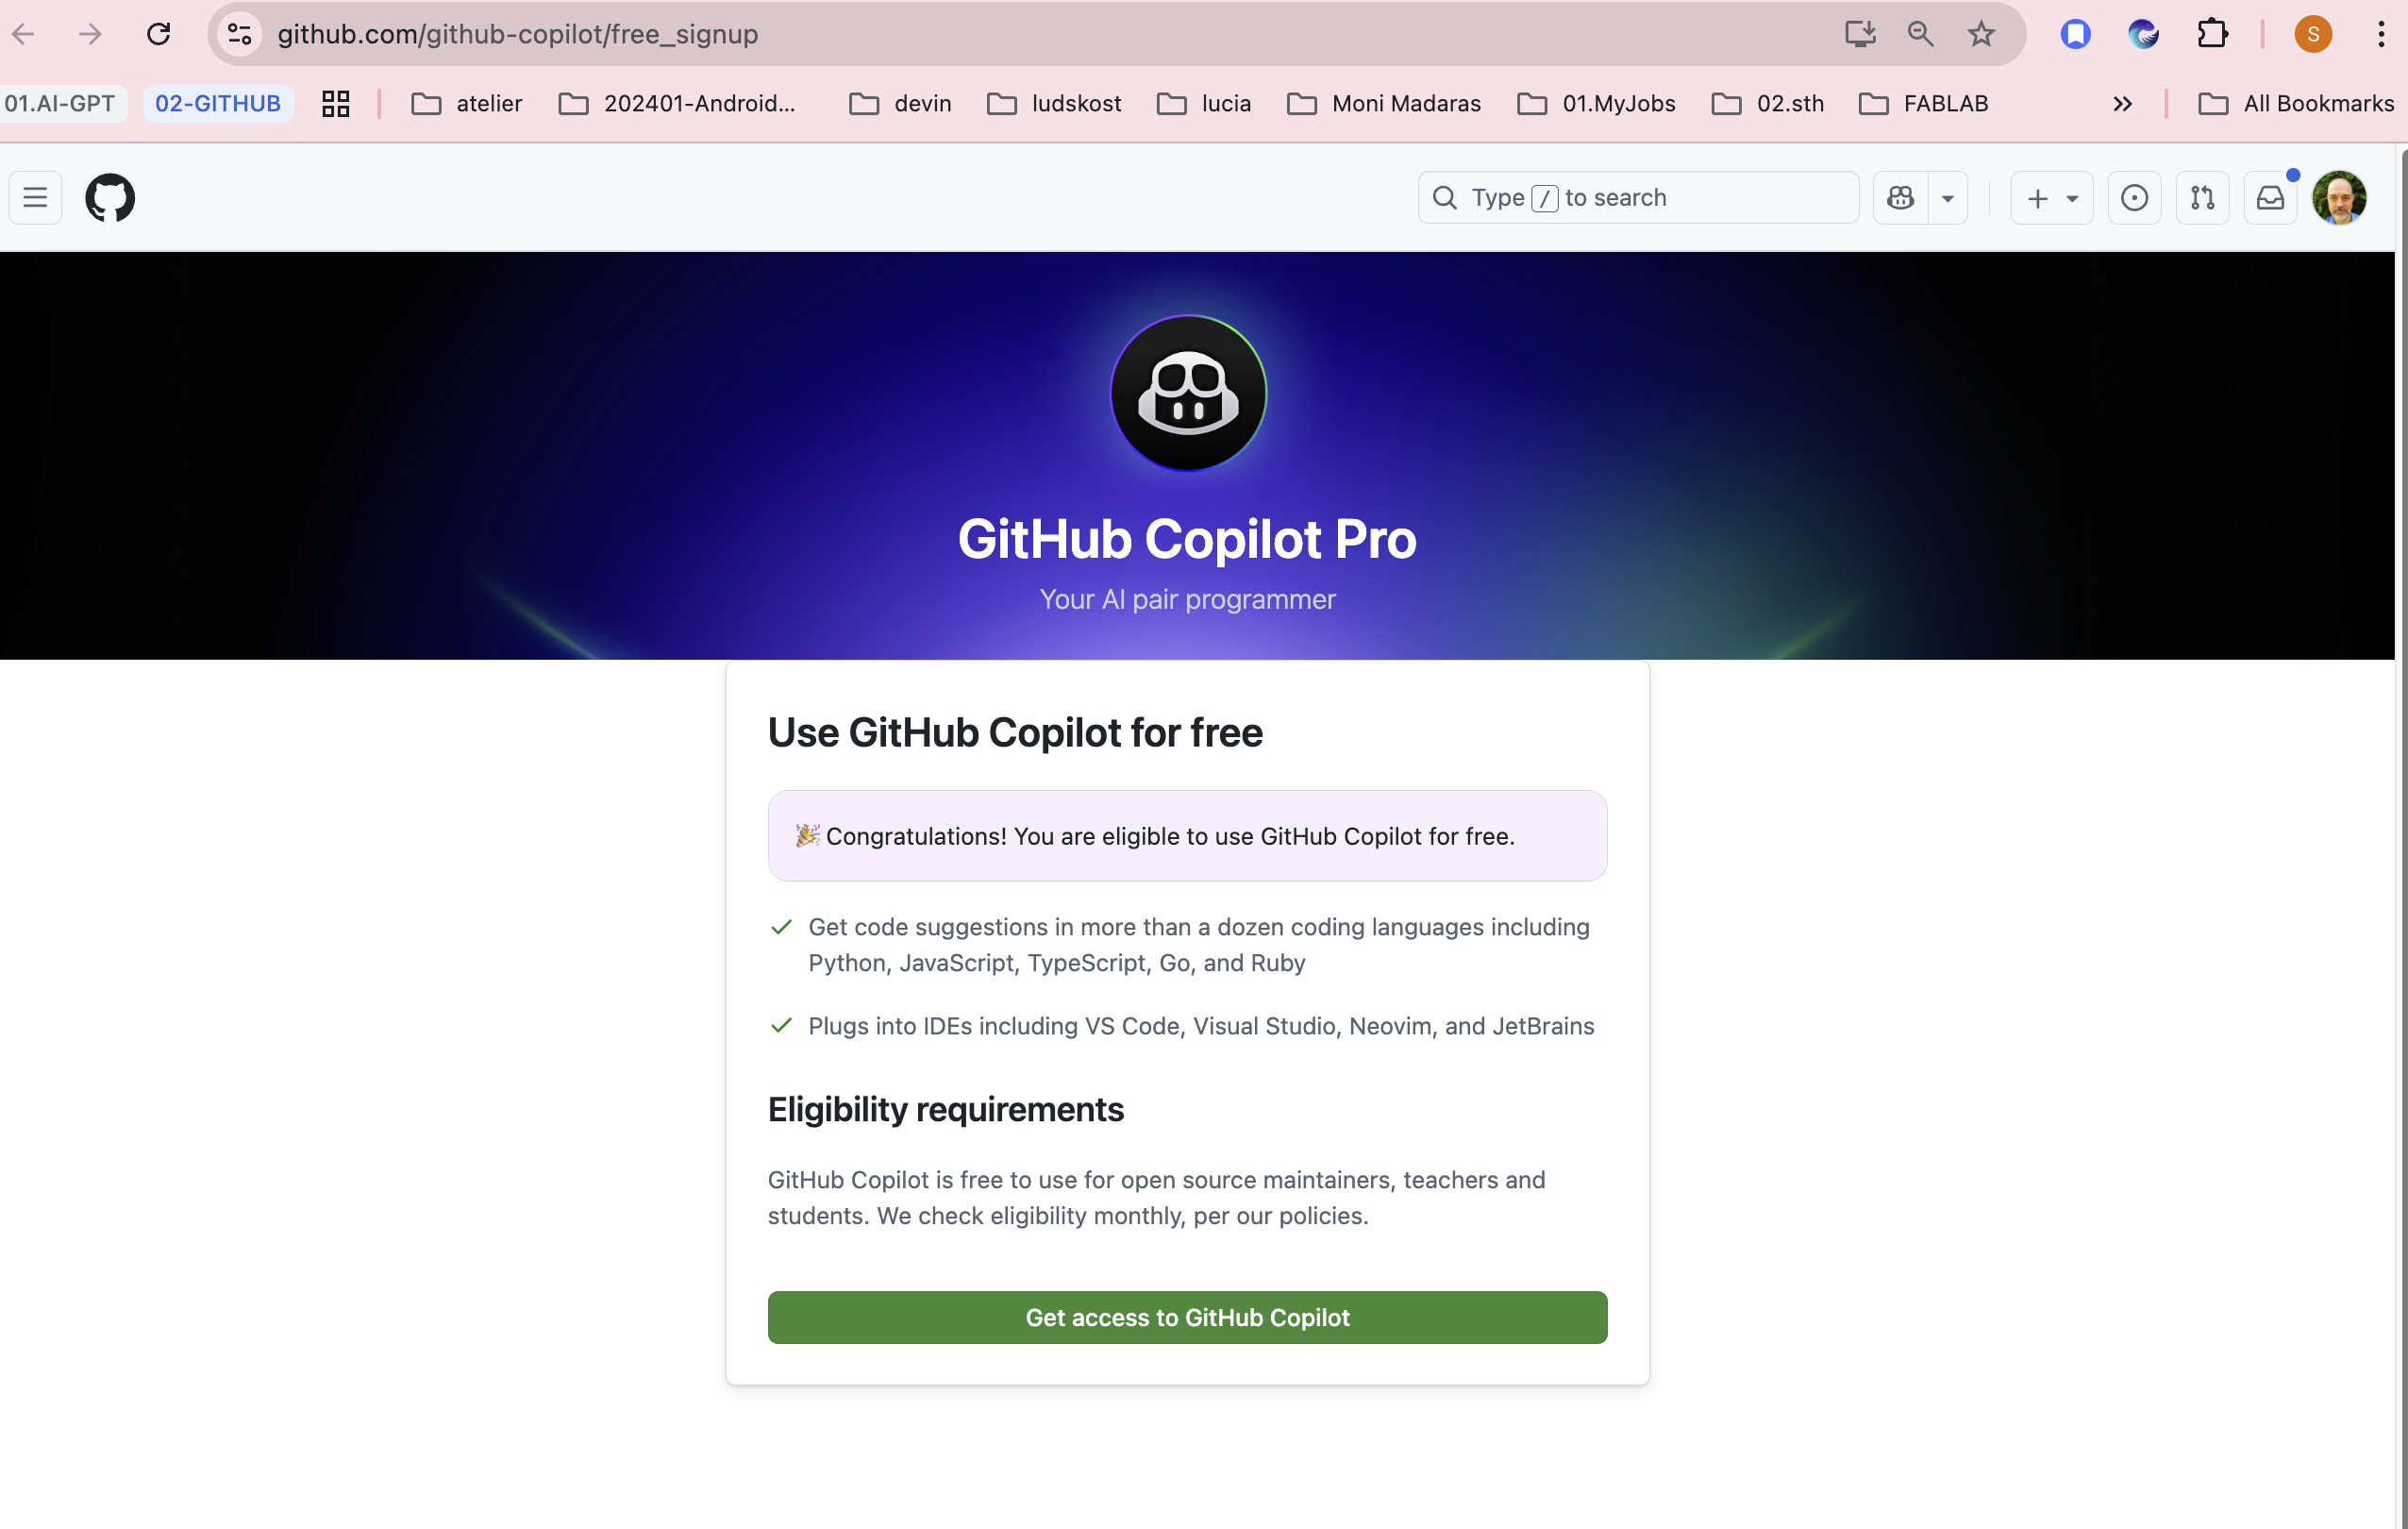 github.com/github-copilot/free_signup
S
01.AI-GPT 02-GITHUB atelier 202401-Android... devin ludskost lucia Moni Madaras 01.MyJobs 02.sth FABLAB » All Bookmarks
Type / to search
GitHub Copilot Pro
Your AI pair programmer
Use GitHub Copilot for free
🎉 Congratulations! You are eligible to use GitHub Copilot for free.
Get code suggestions in more than a dozen coding languages including
Python, JavaScript, TypeScript, Go, and Ruby
Plugs into IDEs including VS Code, Visual Studio, Neovim, and JetBrains
Eligibility requirements
GitHub Copilot is free to use for open source maintainers, teachers and
students. We check eligibility monthly, per our policies.
Get access to GitHub Copilot